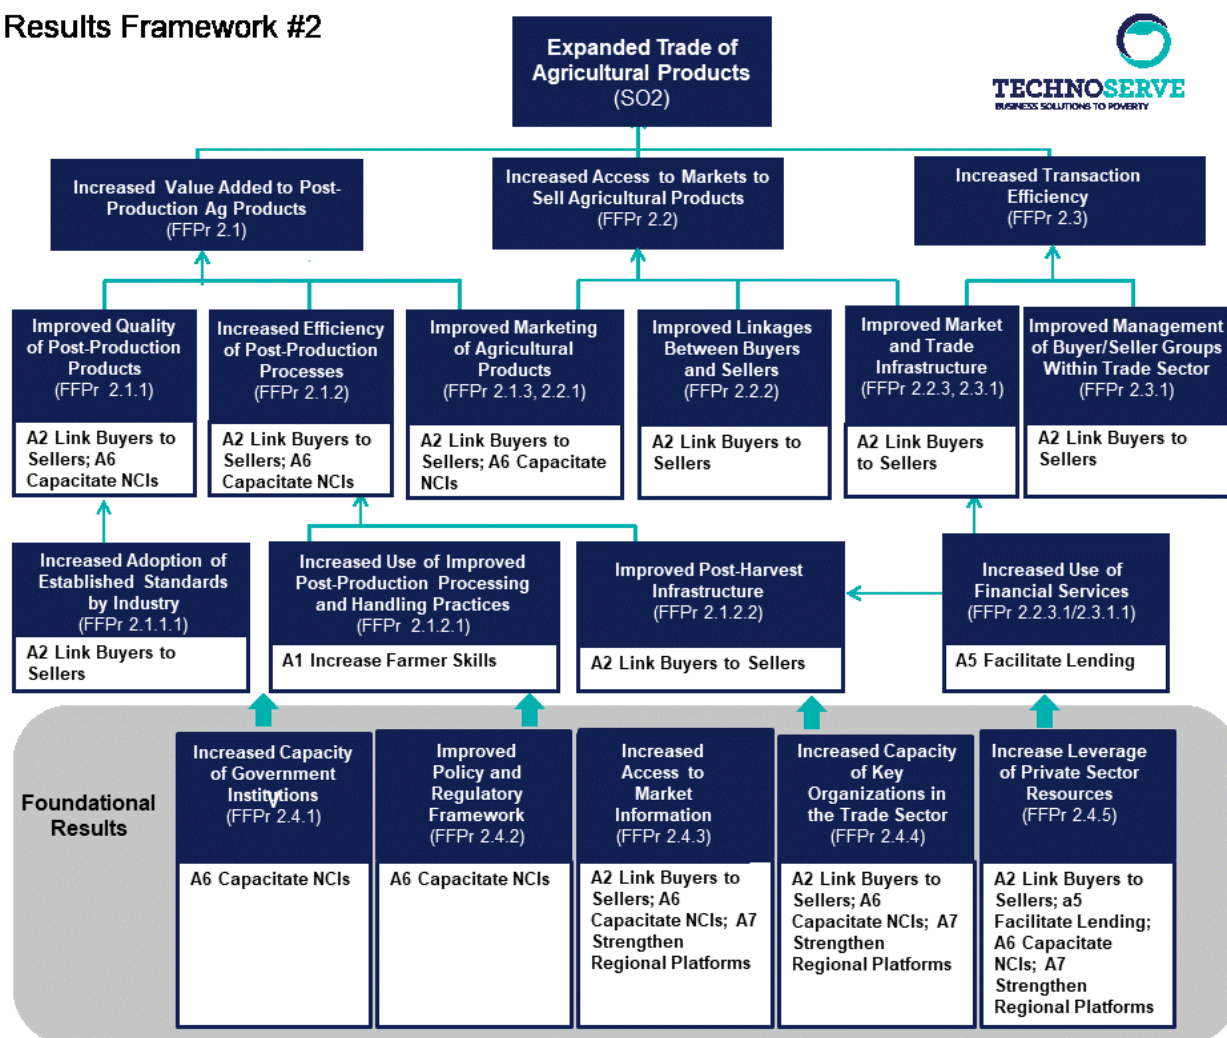 Results Framework #2
TECHNOSERVE
BUSINESS SOLUTIONS TO POVERTY
Expanded Trade of
Agricultural Products
(SO2)
Increased Value Added to Post-
Production Ag Products
(FFPr 2.1)
Increased Access to Markets to
Sell Agricultural Products
(FFPr 2.2)
Increased Transaction
Efficiency
(FFPr 2.3)
Improved Quality
of Post-Production
Products
(FFPr 2.1.1)
A2 Link Buyers to
Sellers; A6
Capacitate NCIs
Increased Efficiency
of Post-Production
Processes
(FFPr 2.1.2)
A2 Link Buyers to
Sellers; A6
Capacitate NCIs
Improved Marketing
of Agricultural
Products
(FFPr 2.1.3, 2.2.1)
A2 Link Buyers to
Sellers; A6 Capacitate
NCIs
Improved Linkages
Between Buyers
and Sellers
(FFPr 2.2.2)
A2 Link Buyers to
Sellers
Improved Market
and Trade
Infrastructure
(FFPr 2.2.3, 2.3.1)
A2 Link Buyers
to Sellers
Improved Management
of Buyer/Seller Groups
Within Trade Sector
(FFPr 2.3.1)
A2 Link Buyers to
Sellers
Increased Adoption of
Established Standards
by Industry
(FFPr 2.1.1.1)
A2 Link Buyers to
Sellers
Increased Use of Improved
Post-Production Processing
and Handling Practices
(FFPr 2.1.2.1)
A1 Increase Farmer Skills
Improved Post-Harvest
Infrastructure
(FFPr 2.1.2.2)
A2 Link Buyers to Sellers
Increased Use of
Financial Services
(FFPr 2.2.3.1/2.3.1.1)
A5 Facilitate Lending
Foundational
Results
Increased Capacity
of Government
Institutions
(FFPr 2.4.1)
A6 Capacitate NCIs
Improved
Policy and
Regulatory
Framework
(FFPr 2.4.2)
A6 Capacitate NCIs
Increased
Access to
Market
Information
(FFPr 2.4.3)
A2 Link Buyers to
Sellers; A6
Capacitate NCIs; A7
Strengthen
Regional Platforms
Increased Capacity
of Key
Organizations in
the Trade Sector
(FFPr 2.4.4)
A2 Link Buyers to
Sellers; A6
Capacitate NCIs; A7
Strengthen
Regional Platforms
Increase Leverage
of Private Sector
Resources
(FFPr 2.4.5)
A2 Link Buyers to
Sellers; a5
Facilitate Lending;
A6 Capacitate
NCIs; A7
Strengthen
Regional Platforms